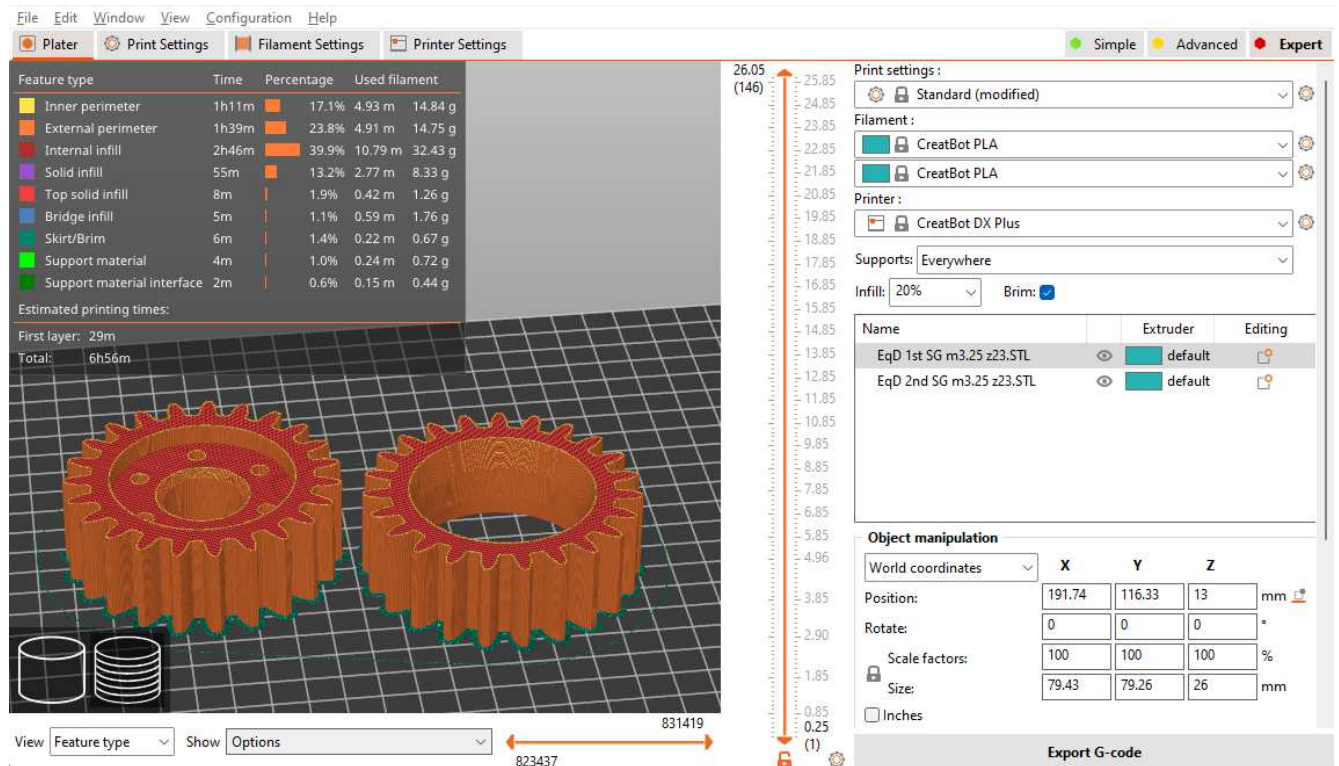 File Edit Window View Configuration Help
Plater Print Settings Filament Settings Printer Settings Simple Advanced Expert
Feature type Time Percentage Used filament
Inner perimeter 1h11m 17.1% 4.93 m 14.84 g
External perimeter 1h39m 23.8% 4.91 m 14.75 g
Internal infill 2h46m 39.9% 10.79 m 32.43 g
Solid infill 55m 13.2% 2.77 m 8.33 g
Top solid infill 8m 1.9% 0.42 m 1.26 g
Bridge infill 5m 1.1% 0.59 m 1.76 g
Skirt/Brim 6m 1.4% 0.22 m 0.67 g
Support material 4m 1.0% 0.24 m 0.72 g
Support material interface 2m 0.6% 0.15 m 0.44 g
Estimated printing times:
First layer: 29m
Total: 6h56m
26.05
(146)
25.85
24.85
23.85
22.85
21.85
20.85
19.85
18.85
17.85
16.85
15.85
14.85
13.85
12.85
11.85
10.85
9.85
8.85
7.85
6.85
5.85
4.96
3.85
2.90
1.85
0.85
0.25
(1)
Print settings :
Standard (modified)
Filament :
CreatBot PLA
CreatBot PLA
Printer :
CreatBot DX Plus
Supports: Everywhere
Infill: 20% Brim:
Name Extruder Editing
EqD 1st SG m3.25 z23.STL default
EqD 2nd SG m3.25 z23.STL default
Object manipulation
World coordinates X Y Z
Position: 191.74 116.33 13 mm
Rotate: 0 0 0 °
Scale factors: 100 100 100 %
Size: 79.43 79.26 26 mm
Inches
View Feature type Show Options
831419
823437
Export G-code